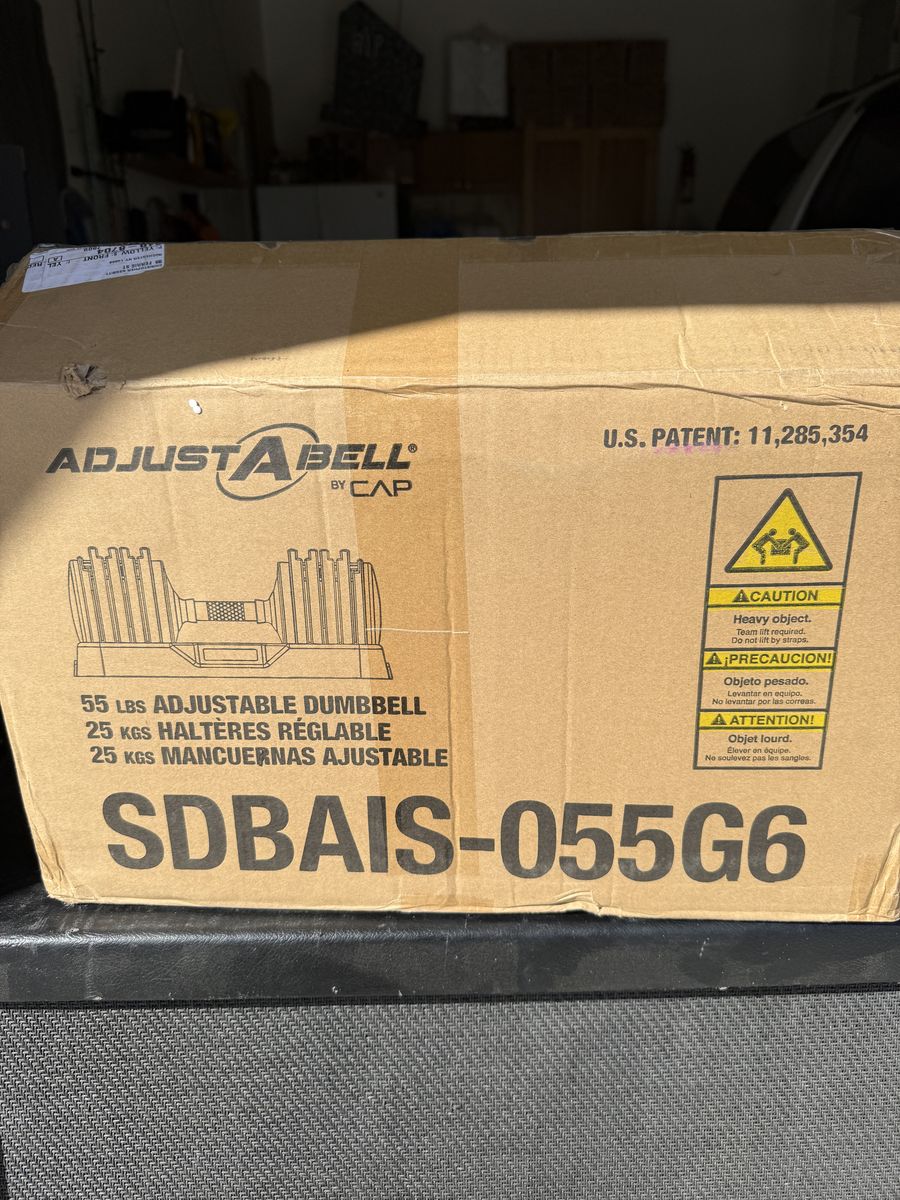 ADJUSTABELL®
BY CAP
U.S. PATENT: 11,285,354
CAUTION
Heavy object.
Team lift required.
Do not lift by straps.
¡PRECAUCION!
Objeto pesado.
Levantar en equipo.
No levantar por las correas.
ATTENTION!
Objet lourd.
Élever en équipe.
Ne soulevez pas les sangles.
55 LBS ADJUSTABLE DUMBBELL
25 KGS HALTÈRES RÉGLABLE
25 KGS MANCUERNAS AJUSTABLE
SDBAIS-055G6